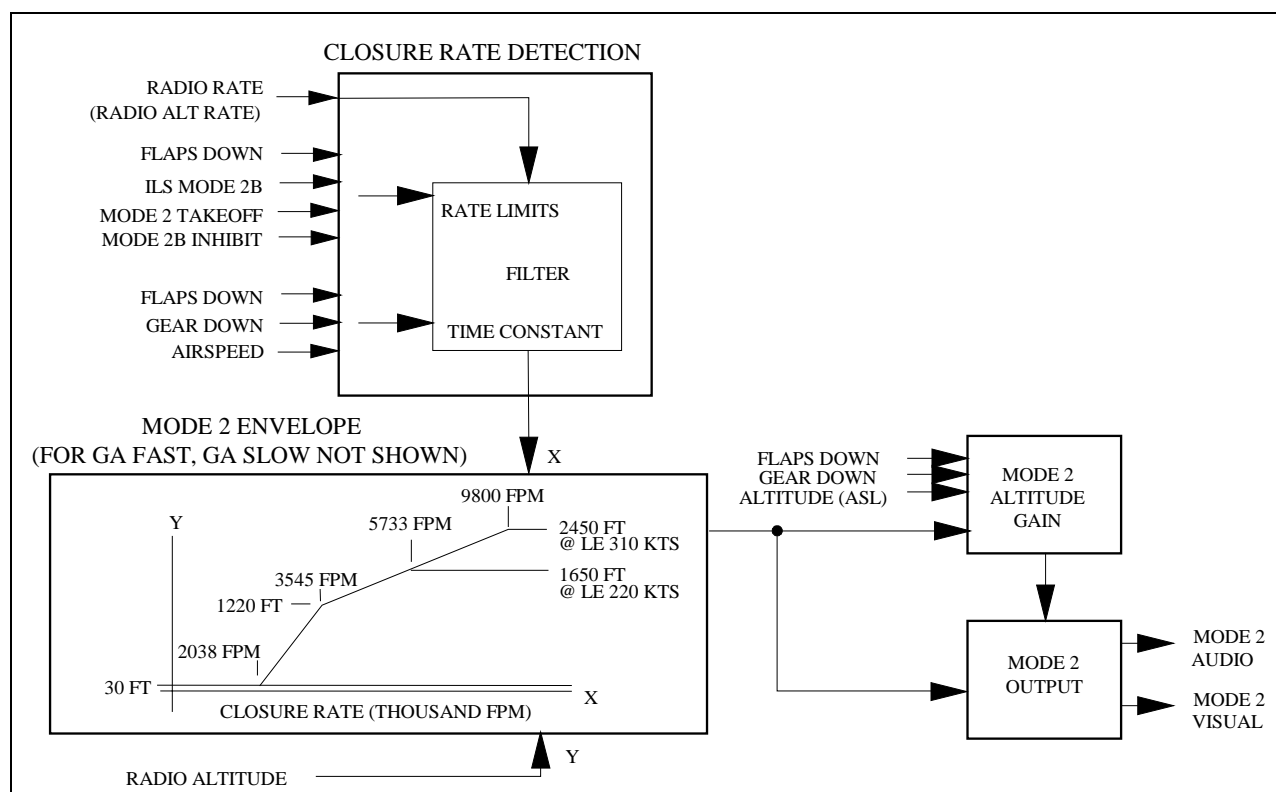 CLOSURE RATE DETECTION
RADIO RATE
(RADIO ALT RATE)
FLAPS DOWN
ILS MODE 2B
MODE 2 TAKEOFF
MODE 2B INHIBIT
FLAPS DOWN
GEAR DOWN
AIRSPEED
RATE LIMITS
FILTER
TIME CONSTANT
MODE 2 ENVELOPE
(FOR GA FAST, GA SLOW NOT SHOWN)
X
Y
9800 FPM
5733 FPM
2450 FT
@ LE 310 KTS
3545 FPM
1650 FT
@ LE 220 KTS
1220 FT
2038 FPM
30 FT
X
CLOSURE RATE (THOUSAND FPM)
Y
RADIO ALTITUDE
FLAPS DOWN
GEAR DOWN
ALTITUDE (ASL)
MODE 2
ALTITUDE
GAIN
MODE 2
OUTPUT
MODE 2
AUDIO
MODE 2
VISUAL